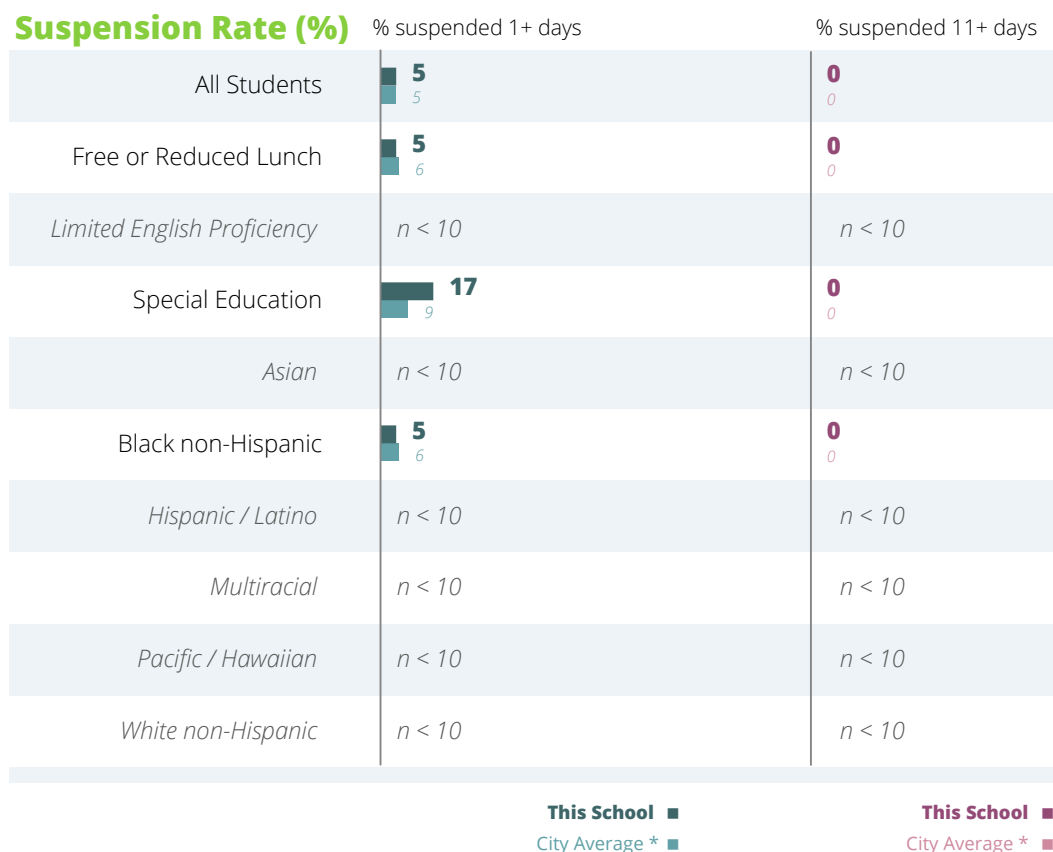 Suspension Rate (%) % suspended 1+ days % suspended 11+ days
All Students 5 0
5 0
Free or Reduced Lunch 5 0
6 0
Limited English Proficiency n < 10 n < 10
Special Education 17 0
9 0
Asian n < 10 n < 10
Black non-Hispanic 5 0
6 0
Hispanic / Latino n < 10 n < 10
Multiracial n < 10 n < 10
Pacific / Hawaiian n < 10 n < 10
White non-Hispanic n < 10 n < 10
This School This School
City Average * City Average *